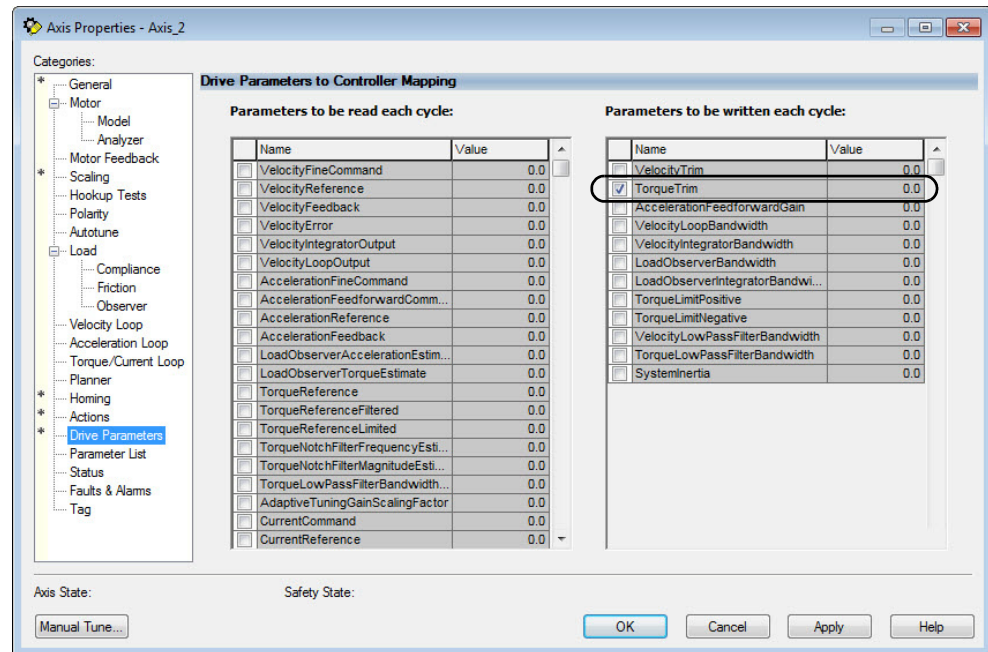 Axis Properties - Axis_2
Categories:
* General
Motor
Model
Analyzer
Motor Feedback
* Scaling
Hookup Tests
Polarity
Autotune
Load
Compliance
Friction
Observer
Velocity Loop
Acceleration Loop
Torque/Current Loop
Planner
* Homing
* Actions
* Drive Parameters
Parameter List
Status
Faults & Alarms
Tag
Drive Parameters to Controller Mapping
Parameters to be read each cycle:
Name Value
VelocityFineCommand 0.0
VelocityReference 0.0
VelocityFeedback 0.0
VelocityError 0.0
VelocityIntegratorOutput 0.0
VelocityLoopOutput 0.0
AccelerationFineCommand 0.0
AccelerationFeedforwardComm... 0.0
AccelerationReference 0.0
AccelerationFeedback 0.0
LoadObserverAccelerationEstim... 0.0
LoadObserverTorqueEstimate 0.0
TorqueReference 0.0
TorqueReferenceFiltered 0.0
TorqueReferenceLimited 0.0
TorqueNotchFilterFrequencyEsti... 0.0
TorqueNotchFilterMagnitudeEsti... 0.0
TorqueLowPassFilterBandwidth... 0.0
AdaptiveTuningGainScalingFactor 0.0
CurrentCommand 0.0
CurrentReference 0.0
Parameters to be written each cycle:
Name Value
VelocityTrim 0.0
TorqueTrim 0.0
AccelerationFeedforwardGain 0.0
VelocityLoopBandwidth 0.0
VelocityIntegratorBandwidth 0.0
LoadObserverBandwidth 0.0
LoadObserverIntegratorBandwi... 0.0
TorqueLimitPositive 0.0
TorqueLimitNegative 0.0
VelocityLowPassFilterBandwidth 0.0
TorqueLowPassFilterBandwidth 0.0
SystemInertia 0.0
Axis State: Safety State:
Manual Tune... OK Cancel Apply Help